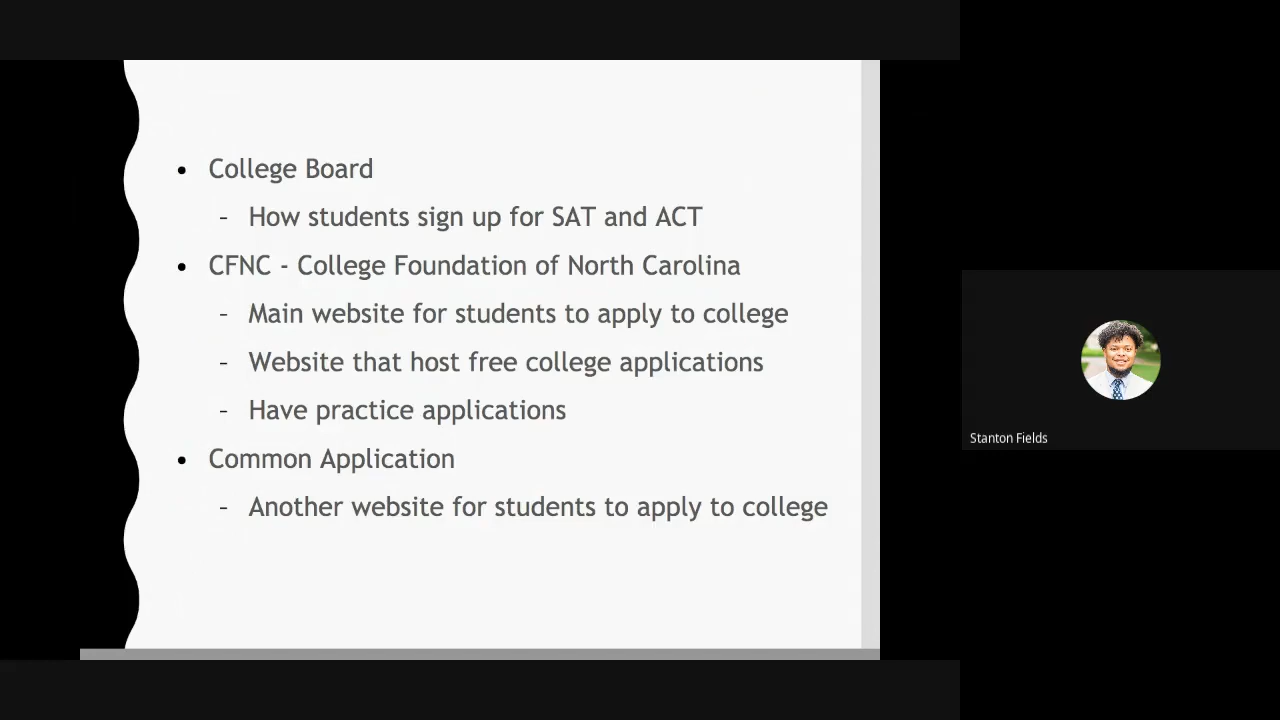 • College Board
- How students sign up for SAT and ACT
• CFNC - College Foundation of North Carolina
- Main website for students to apply to college
- Website that host free college applications
- Have practice applications
• Common Application
- Another website for students to apply to college
Stanton Fields